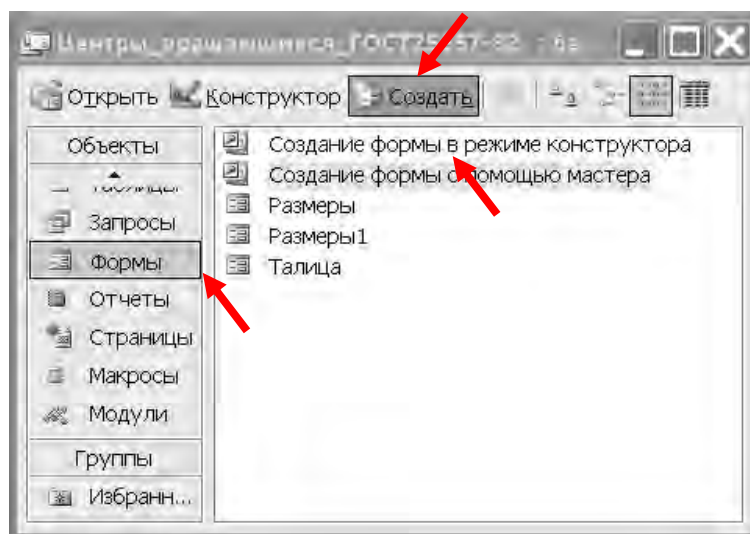 Открыть Конструктор Создать
Объекты
Запросы
Формы
Отчеты
Страницы
Макросы
Модули
Группы
Избранн...
Создание формы в режиме конструктора
Создание формы с помощью мастера
Размеры
Размеры1
Талица